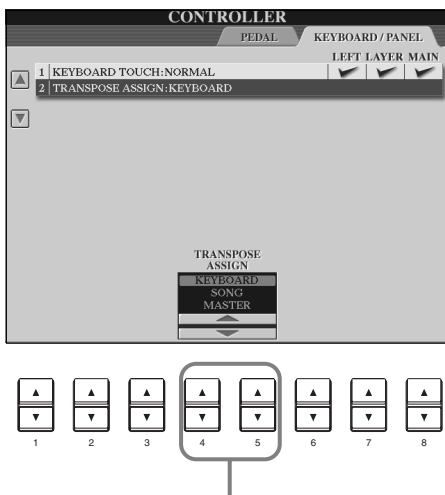 CONTROLLER
PEDAL KEYBOARD / PANEL
LEFT LAYER MAIN
1 KEYBOARD TOUCH:NORMAL
2 TRANSPOSE ASSIGN:KEYBOARD
TRANSPOSE
ASSIGN
KEYBOARD
SONG
MASTER
1 2 3 4 5 6 7 8